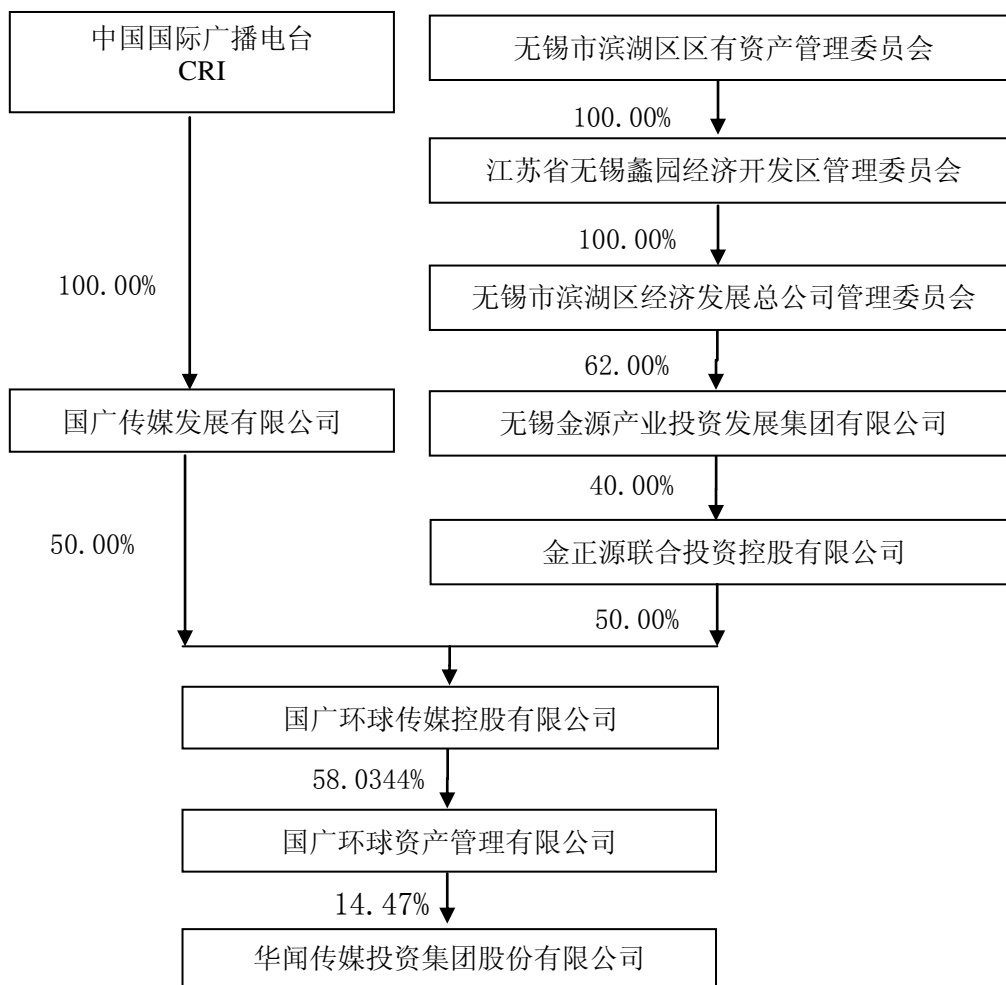 中国国际广播电台
CRI
无锡市滨湖区区有资产管理委员会
100.00%
江苏省无锡蠡园经济开发区管理委员会
100.00%
100.00%
无锡市滨湖区经济发展总公司管理委员会
62.00%
国广传媒发展有限公司
无锡金源产业投资发展集团有限公司
40.00%
50.00%
金正源联合投资控股有限公司
50.00%
国广环球传媒控股有限公司
58.0344%
国广环球资产管理有限公司
14.47%
华闻传媒投资集团股份有限公司